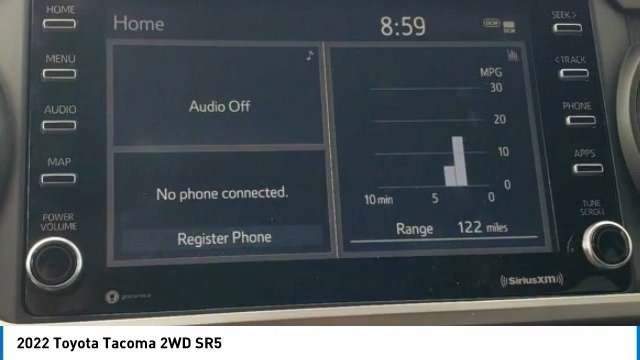 HOME
MENU
AUDIO
MAP
POWER
VOLUME
Home
8:59
Audio Off
No phone connected.
Register Phone
MPG
30
20
10
0
10 min
5
0
Range 122 miles
SEEK>
<TRACK
PHONE
APPS
TUNE
SCROLL
gracenote
((SiriusXM))
2022 Toyota Tacoma 2WD SR5